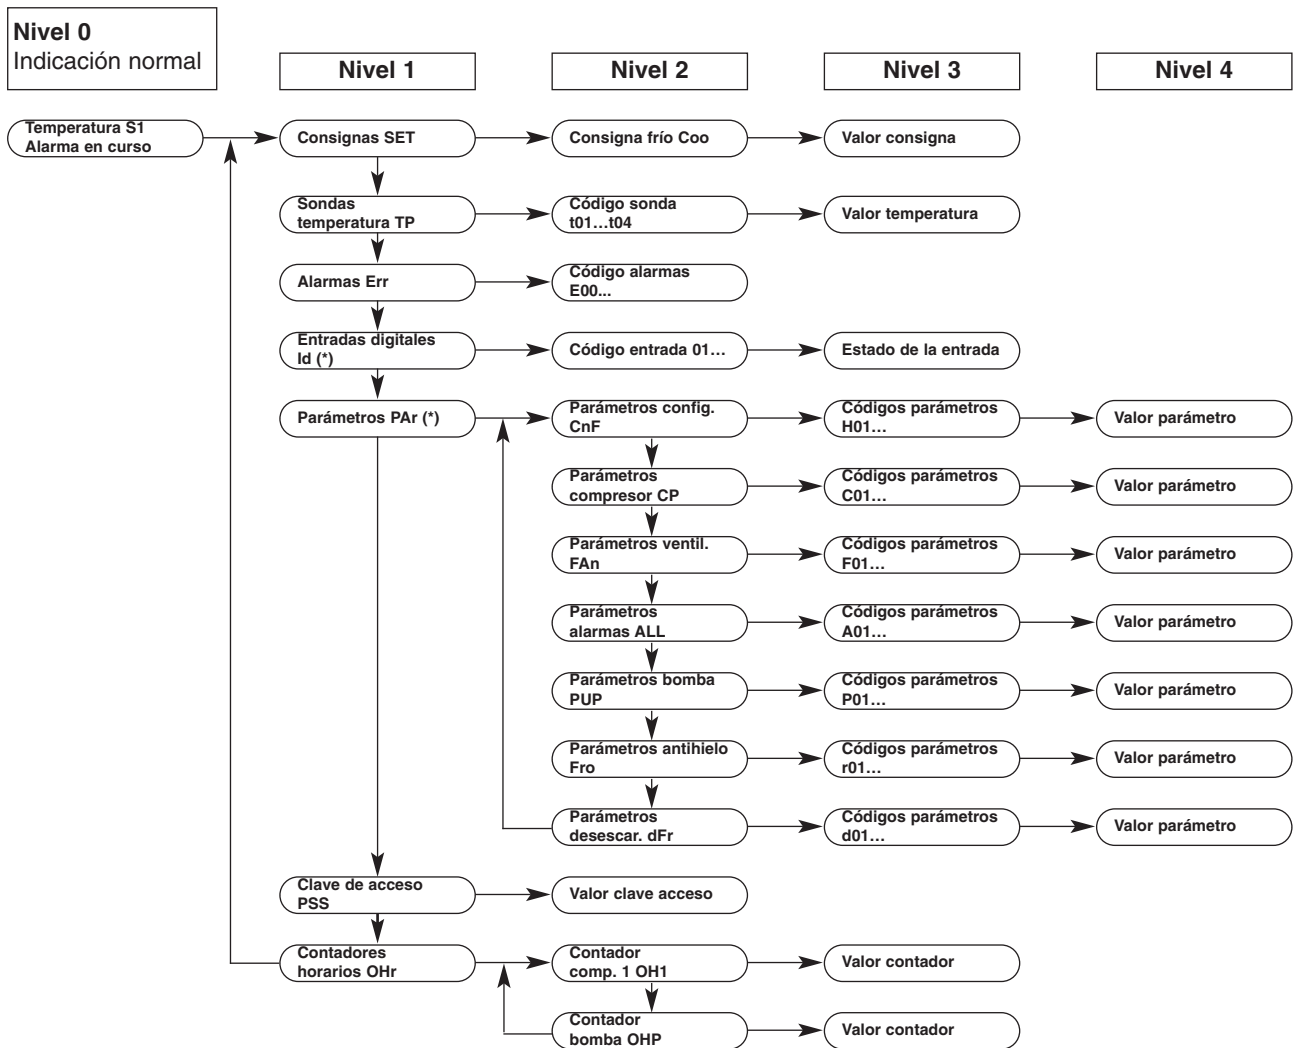 Nivel 0
Indicación normal
Nivel 1
Nivel 2
Nivel 3
Nivel 4
Temperatura S1
Alarma en curso
Consignas SET
Consigna frío Coo
Valor consigna
Sondas
temperatura TP
Código sonda
t01...t04
Valor temperatura
Alarmas Err
Código alarmas
E00...
Entradas digitales
Id (*)
Código entrada 01...
Estado de la entrada
Parámetros PAr (*)
Parámetros config.
CnF
Códigos parámetros
H01...
Valor parámetro
Parámetros
compresor CP
Códigos parámetros
C01...
Valor parámetro
Parámetros ventil.
FAn
Códigos parámetros
F01...
Valor parámetro
Parámetros
alarmas ALL
Códigos parámetros
A01...
Valor parámetro
Parámetros bomba
PUP
Códigos parámetros
P01...
Valor parámetro
Parámetros antihielo
Fro
Códigos parámetros
r01...
Valor parámetro
Parámetros
desescar. dFr
Códigos parámetros
d01...
Valor parámetro
Clave de acceso
PSS
Valor clave acceso
Contadores
horarios OHr
Contador
comp. 1 OH1
Valor contador
Contador
bomba OHP
Valor contador